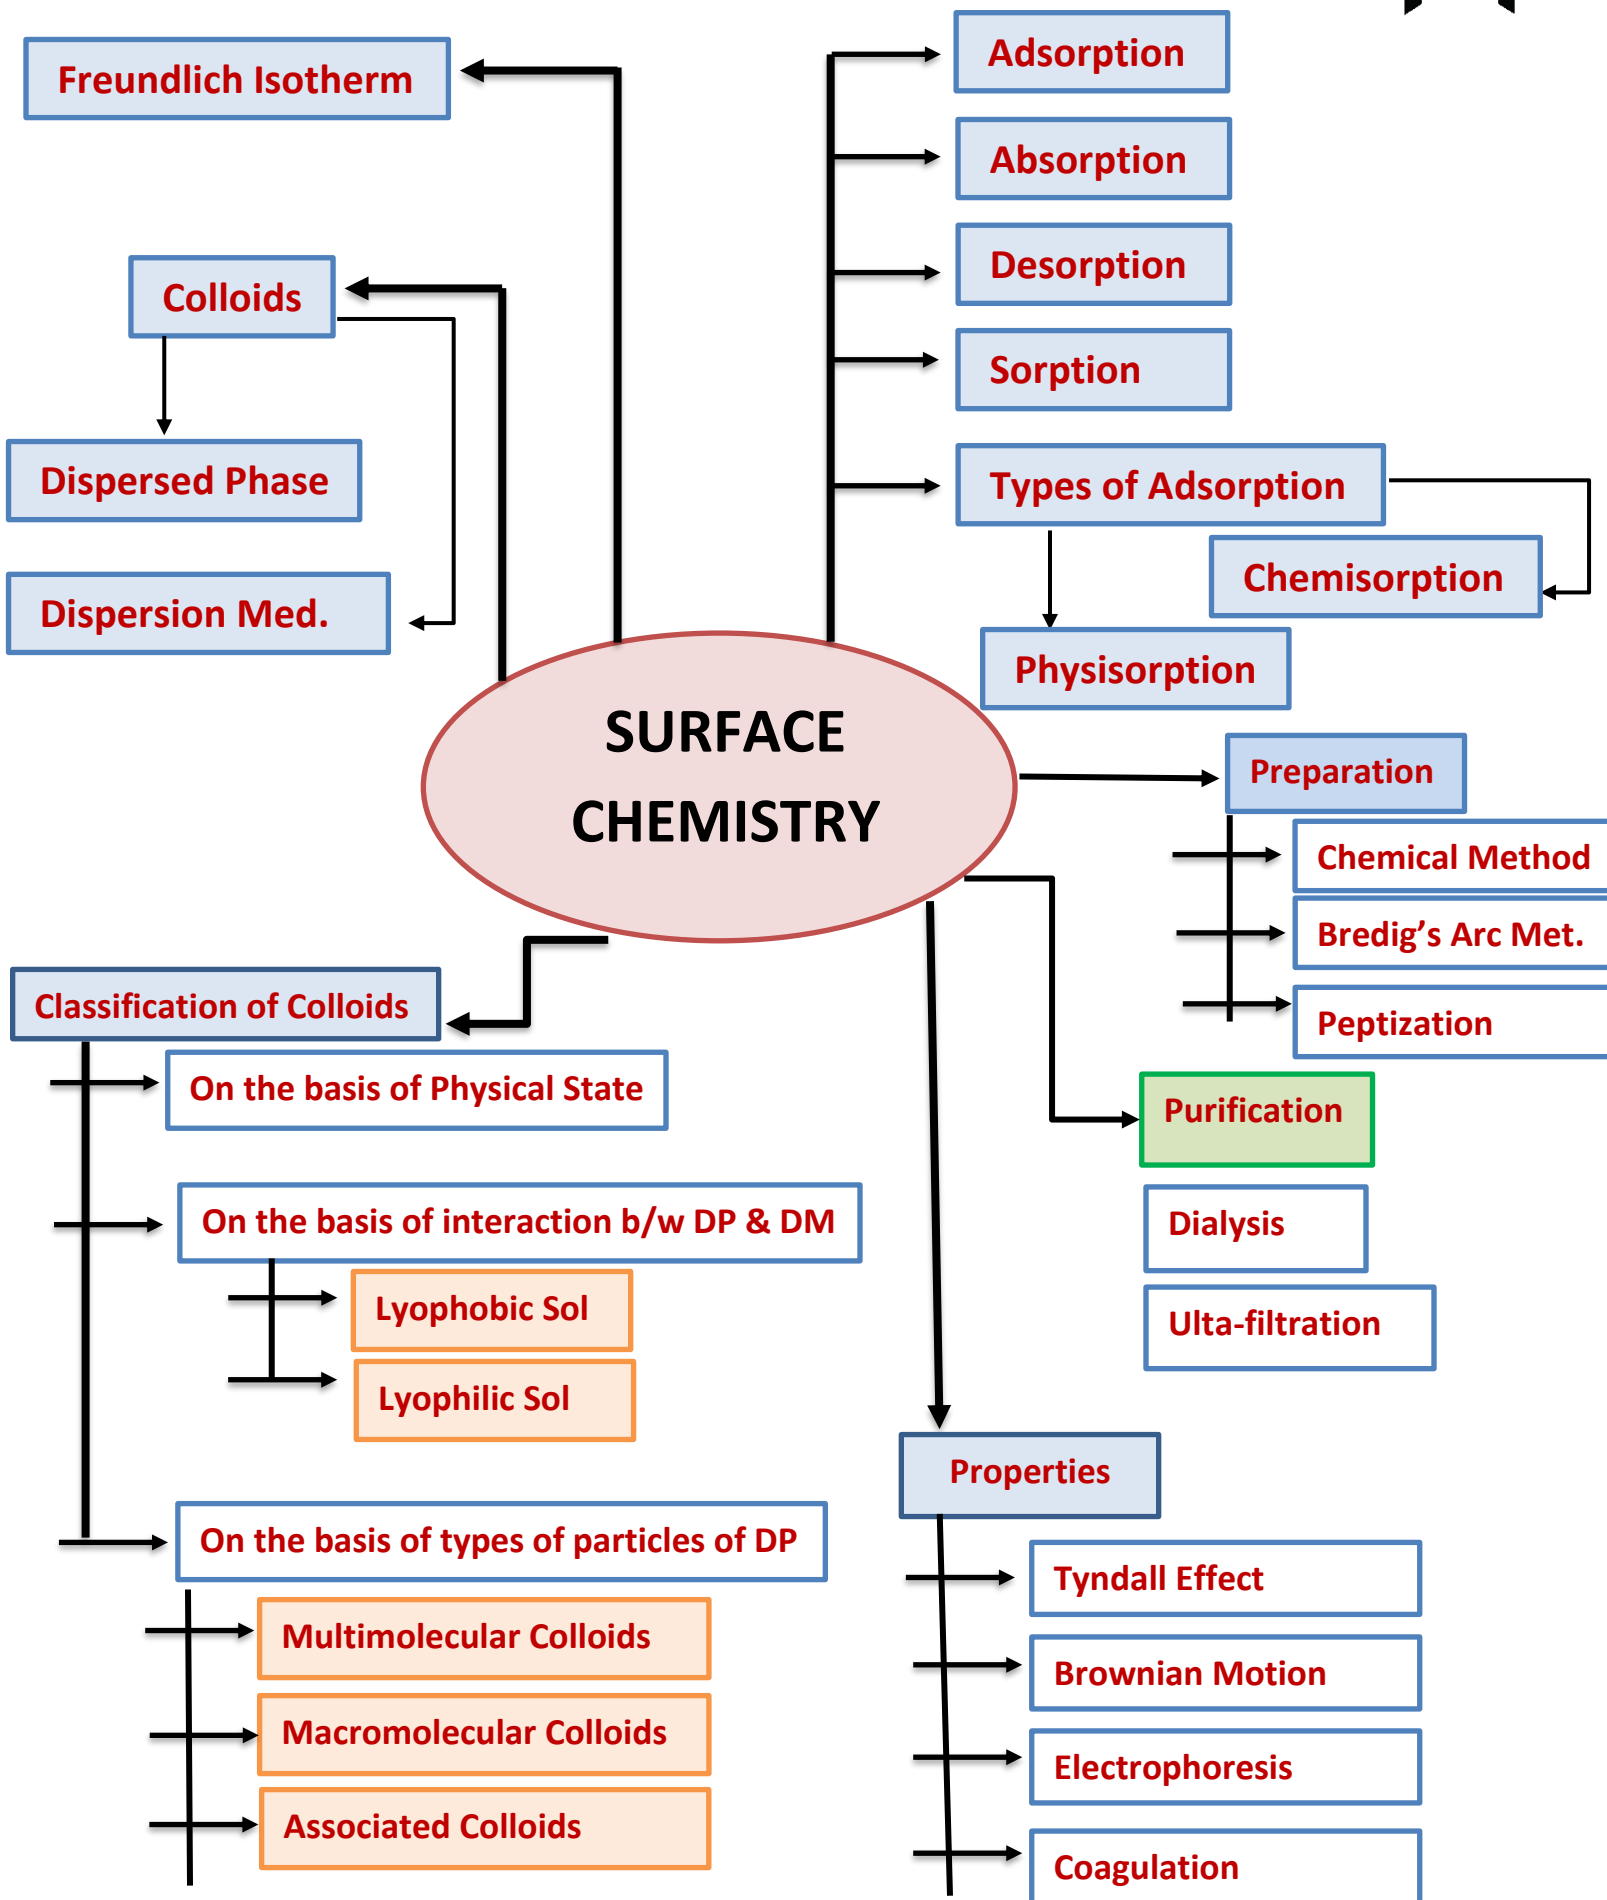 Freundlich Isotherm
Adsorption
Absorption
Desorption
Sorption
Colloids
Dispersed Phase
Dispersion Med.
Types of Adsorption
Chemisorption
Physisorption
SURFACE
CHEMISTRY
Preparation
Chemical Method
Bredig’s Arc Met.
Peptization
Purification
Dialysis
Ulta-filtration
Classification of Colloids
On the basis of Physical State
On the basis of interaction b/w DP & DM
Lyophobic Sol
Lyophilic Sol
On the basis of types of particles of DP
Multimolecular Colloids
Macromolecular Colloids
Associated Colloids
Properties
Tyndall Effect
Brownian Motion
Electrophoresis
Coagulation